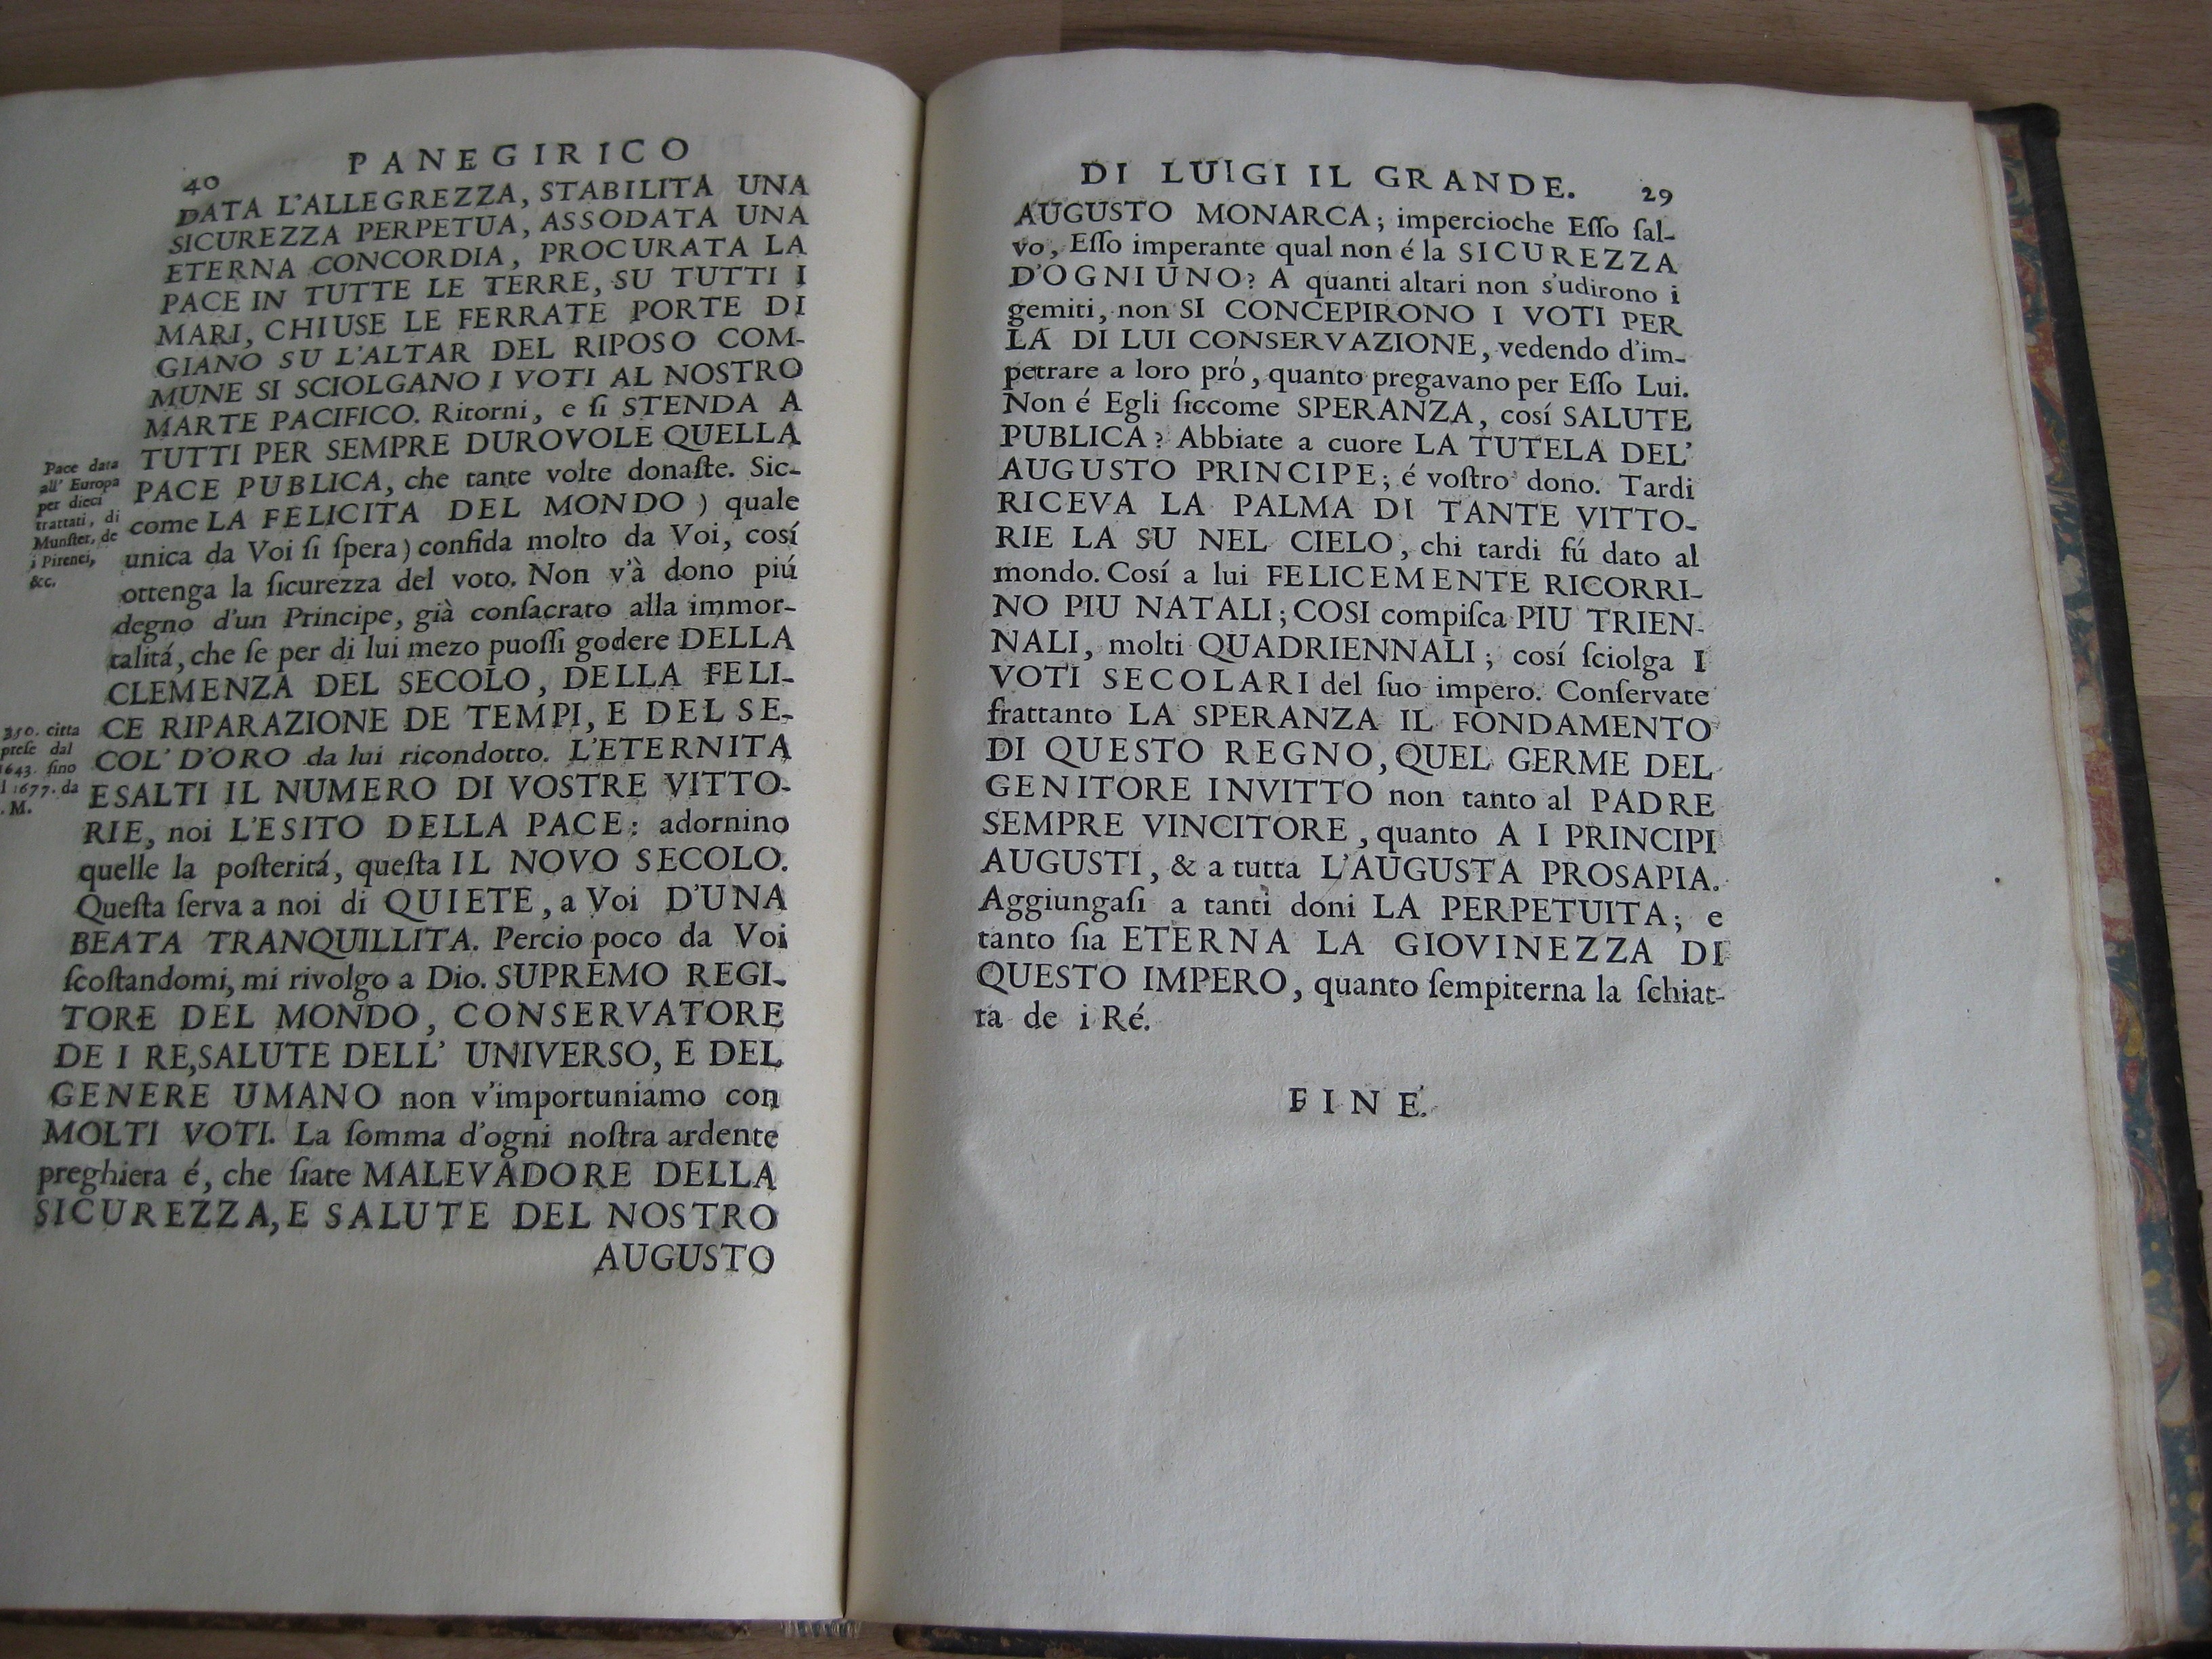 PANEGIRICO
40
DATA L'ALLEGREZZA, STABILITA UNA
SICUREZZA PERPETUA, ASSODATA UNA
ETERNA CONCORDIA, PROCURATA LA
PACE IN TUTTE LE TERRE, SU TUTTI I
MARI, CHIUSE LE FERRATE PORTE DI
GIANO SU L'ALTAR DEL RIPOSO COM-
MUNE SI SCIOLGANO I VOTI AL NOSTRO
MARTE PACIFICO. Ritorni, e ſi STENDA A
TUTTI PER SEMPRE DUROVOLE QUELLA
PACE PUBLICA, che tante volte donaſte. Sic-
come LA FELICITA DEL MONDO ) quale
unica da Voi ſi ſpera) confida molto da Voi, cosí
ottenga la ſicurezza del voto. Non v'à dono piú
degno d'un Principe, già conſacrato alla immor-
talitá, che ſe per di lui mezo puoſſi godere DELLA
CLEMENZA DEL SECOLO, DELLA FELI-
CE RIPARAZIONE DE TEMPI, E DEL SE-
COL' D'ORO da lui ricondotto. L'ETERNITA
ESALTI IL NUMERO DI VOSTRE VITTO-
RIE, noi L'ESITO DELLA PACE: adornino
quelle la poſteritá, queſta IL NOVO SECOLO.
Queſta ſerva a noi di QUIETE, a Voi D'UNA
BEATA TRANQUILLITA. Percio poco da Voi
ſcoſtandomi, mi rivolgo a Dio. SUPREMO REGI-
TORE DEL MONDO, CONSERVATORE
DE I RE,SALUTE DELL' UNIVERSO, E DEL
GENERE UMANO non v'importuniamo con
MOLTI VOTI. La ſomma d'ogni noſtra ardente
preghiera é, che ſiate MALEVADORE DELLA
SICUREZZA, E SALUTE DEL NOSTRO
AUGUSTO
Pace data
all' Europa
per dieci
trattati, di
Munſter, de
i Pirenei,
&c.
350. citta
preſe dal
1643. fino
l 1677. da
. M.
DI LUIGI IL GRANDE. 29
AUGUSTO MONARCA; impercioche Eſſo ſal-
vo, Eſſo imperante qual non é la SICUREZZA
D'OGNIUNO? A quanti altari non s'udirono i
gemiti, non SI CONCEPIRONO I VOTI PER
LA DI LUI CONSERVAZIONE, vedendo d'im-
petrare a loro pró, quanto pregavano per Eſſo Lui.
Non é Egli ſiccome SPERANZA, cosí SALUTE
PUBLICA? Abbiate a cuore LA TUTELA DEL'
AUGUSTO PRINCIPE; é voſtro dono. Tardi
RICEVA LA PALMA DI TANTE VITTO-
RIE LA SU NEL CIELO, chi tardi fú dato al
mondo. Cosí a lui FELICEMENTE RICORRI-
NO PIU NATALI; COSI compiſca PIU TRIEN-
NALI, molti QUADRIENNALI; cosí ſciolga I
VOTI SECOLARI del ſuo impero. Conſervate
frattanto LA SPERANZA IL FONDAMENTO
DI QUESTO REGNO, QUEL GERME DEL
GENITORE INVITTO non tanto al PADRE
SEMPRE VINCITORE, quanto A I PRINCIPI
AUGUSTI, & a tutta L'AUGUSTA PROSAPIA.
Aggiungaſi a tanti doni LA PERPETUITA; e
tanto ſia ETERNA LA GIOVINEZZA DI
QUESTO IMPERO, quanto ſempiterna la ſchiat-
ta de i Ré.
FINE.